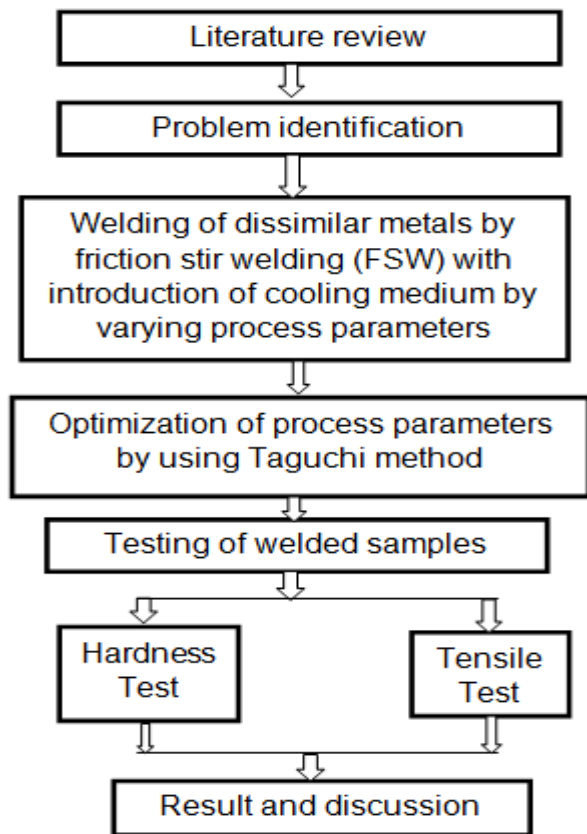 Literature review
Problem identification
Welding of dissimilar metals by
friction stir welding (FSW) with
introduction of cooling medium by
varying process parameters
Optimization of process parameters
by using Taguchi method
Testing of welded samples
Hardness
Test
Tensile
Test
Result and discussion